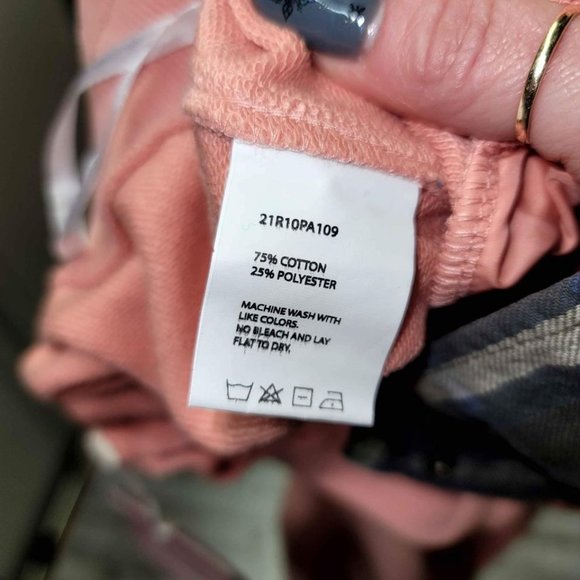 21R10PA109
75% COTTON
25% POLYESTER
MACHINE WASH WITH
LIKE COLORS.
NO BLEACH AND LAY
FLAT TO DRY.